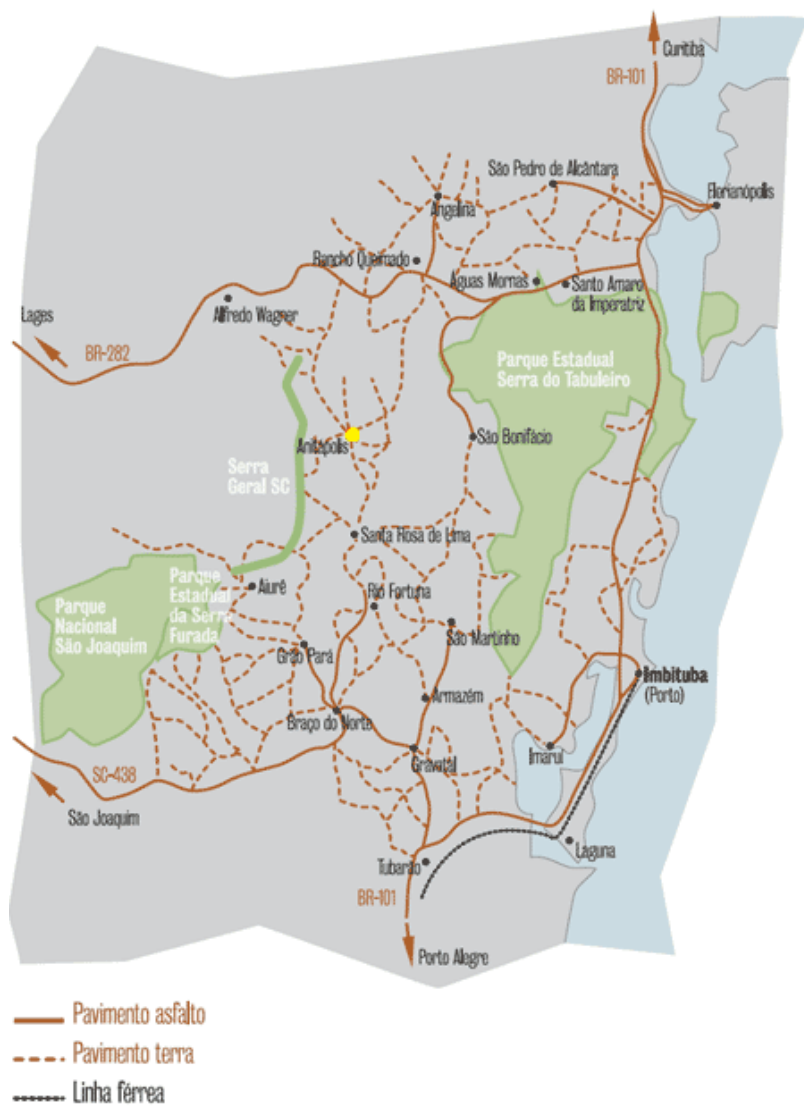 Curitiba
BR-101
São Pedro de Alcântara
Florianópolis
Angelina
Rancho Queimado
Águas Mornas
Santo Amaro
da Imperatriz
Alfredo Wagner
Lages
BR-282
Parque Estadual
Serra do Tabuleiro
Anitápolis
São Bonifácio
Serra
Geral SC
Santa Rosa de Lima
Aiurê
Parque
Estadual
da Serra
Furada
Rio Fortuna
Parque
Nacional
São Joaquim
São Martinho
Grão Pará
Imbituba
(Porto)
Armazém
Braço do Norte
Imaruí
Gravatal
SC-438
São Joaquim
Laguna
Tubarão
BR-101
Porto Alegre
Pavimento asfalto
Pavimento terra
Linha férrea